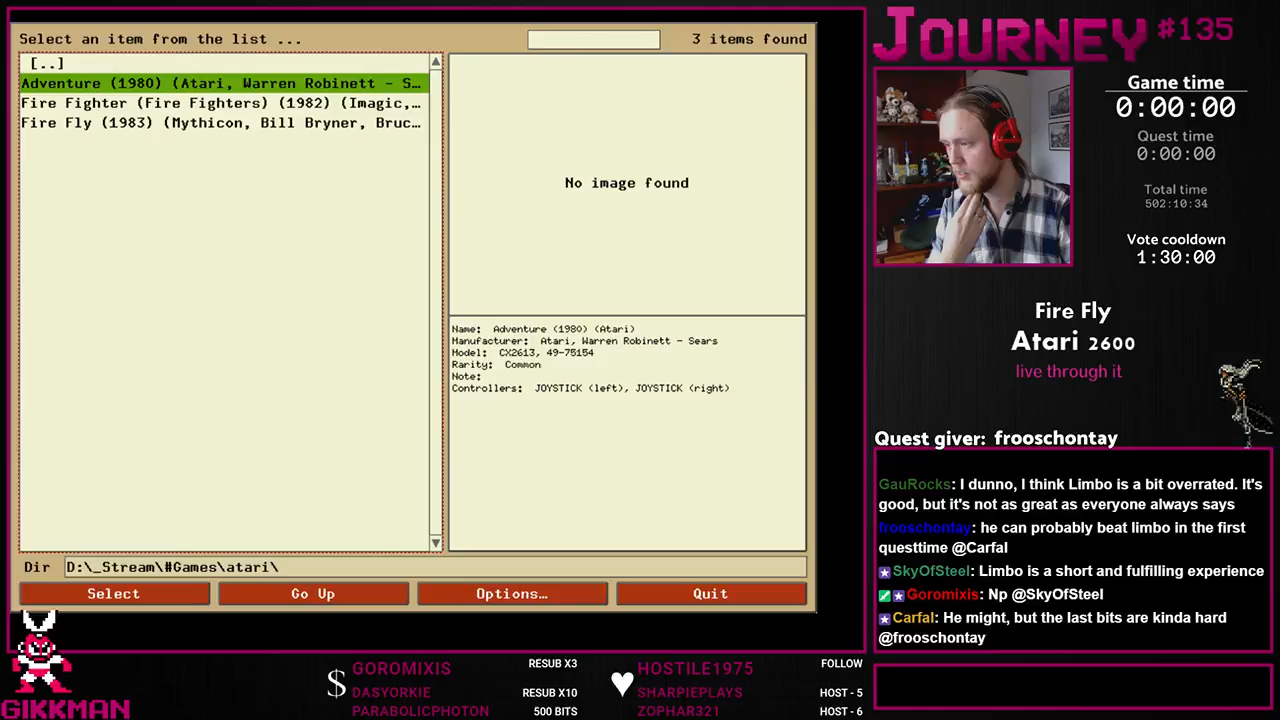 Select an item from the list ...
3 items found
[..]
Adventure (1980) (Atari, Warren Robinett - S…
Fire Fighter (Fire Fighters) (1982) (Imagic,…
Fire Fly (1983) (Mythicon, Bill Bryner, Bruc…
No image found
Name: Adventure (1980) (Atari)
Manufacturer: Atari, Warren Robinett - Sears
Model: CX2613, 49-75154
Rarity: Common
Note:
Controllers: JOYSTICK (left), JOYSTICK (right)
Dir D:\_Stream\#Games\atari\
Select
Go Up
Options…
Quit
JOURNEY #135
Game time
0:00:00
Quest time
0:00:00
Total time
502:10:34
Vote cooldown
1:30:00
Fire Fly
Atari 2600
live through it
Quest giver: frooschontay
GauRocks: I dunno, I think Limbo is a bit overrated. It's
good, but it's not as great as everyone always says
frooschontay: he can probably beat limbo in the first
questtime @Carfal
SkyOfSteel: Limbo is a short and fulfilling experience
Goromixis: Np @SkyOfSteel
Carfal: He might, but the last bits are kinda hard
@frooschontay
GIKKMAN
$ GOROMIXIS RESUB X3
DASYORKIE RESUB X10
PARABOLICPHOTON 500 BITS
HOSTILE1975 FOLLOW
SHARPIEPLAYS HOST - 5
ZOPHAR321 HOST - 6